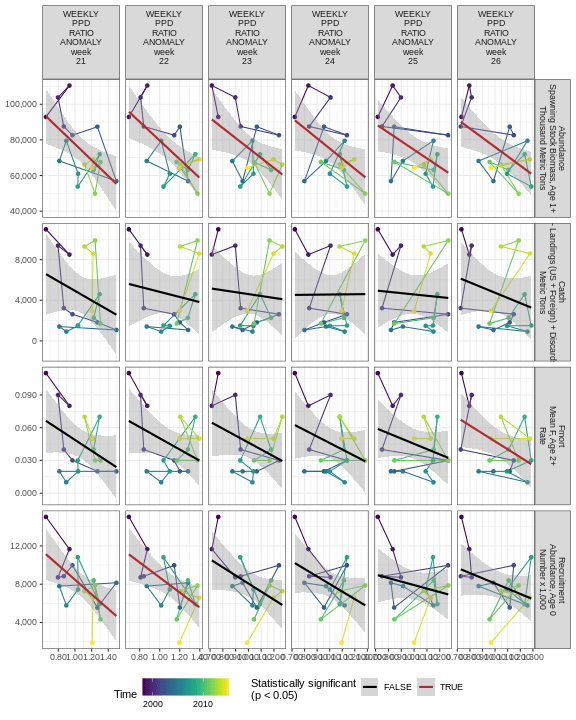 WEEKLY
PPD
RATIO
ANOMALY
week
21
WEEKLY
PPD
RATIO
ANOMALY
week
22
WEEKLY
PPD
RATIO
ANOMALY
week
23
WEEKLY
PPD
RATIO
ANOMALY
week
24
WEEKLY
PPD
RATIO
ANOMALY
week
25
WEEKLY
PPD
RATIO
ANOMALY
week
26
100,000
80,000
60,000
40,000
Abundance
Spawning Stock Biomass, Age 1+
Thousand Metric Tons
8,000
4,000
0
Catch
- Landings (US + Foreign) + Discard
Metric Tons
0.090
0.060
0.030
0.000
Fmort
Mean F, Age 2+
Rate
12,000
8,000
4,000
Recruitment
Abundance, Age 0
Number x 1,000
0.80 1.00 1.20 1.40
0.80 1.00 1.20
Time
2000 2010
Statistically significant
(p < 0.05)
FALSE TRUE